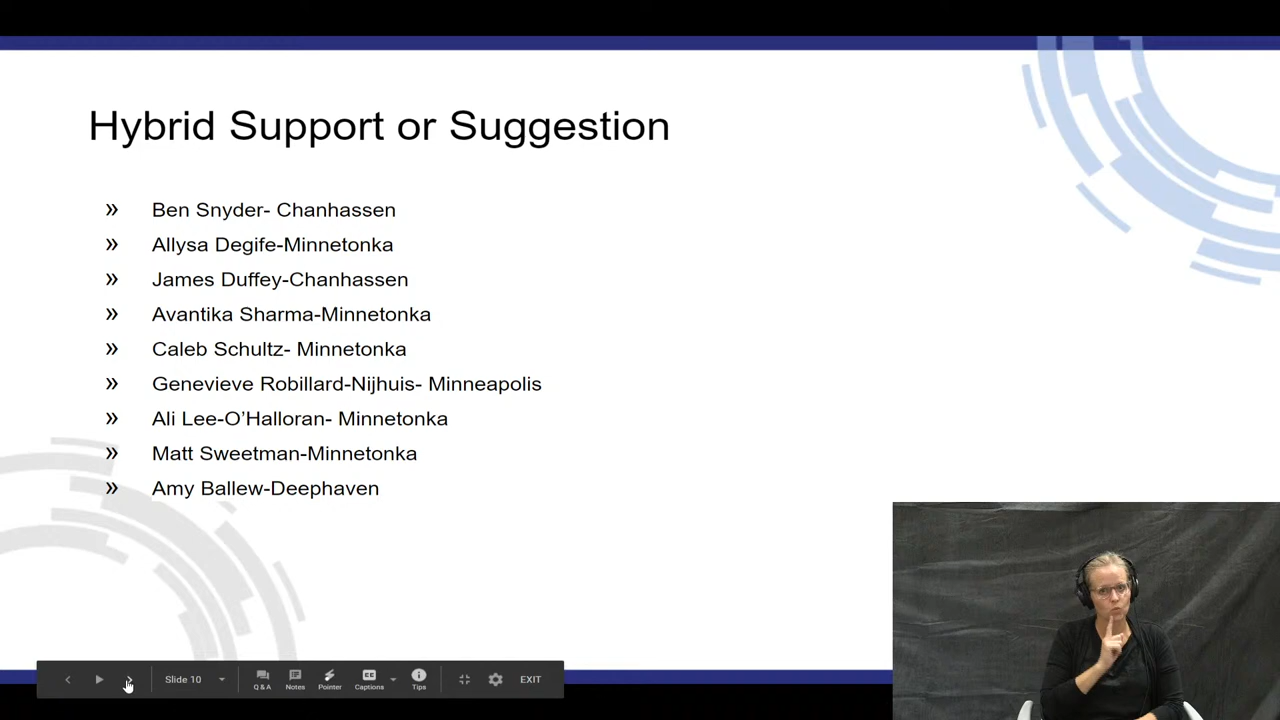 Hybrid Support or Suggestion
» Ben Snyder- Chanhassen
» Allysa Degife-Minnetonka
» James Duffey-Chanhassen
» Avantika Sharma-Minnetonka
» Caleb Schultz- Minnetonka
» Genevieve Robillard-Nijhuis- Minneapolis
» Ali Lee-O’Halloran- Minnetonka
» Matt Sweetman-Minnetonka
» Amy Ballew-Deephaven
Slide 10 Q & A Notes Pointer Captions Tips EXIT